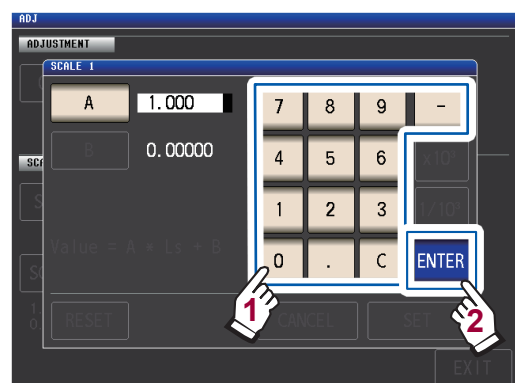 ADJ
ADJUSTMENT
SCALE 1
A 1.000
7 8 9 -
B 0.00000
4 5 6 x10³
1 2 3 1/10³
Value = A * Ls + B
0 . C ENTER
1 2
RESET CANCEL SET
EXIT